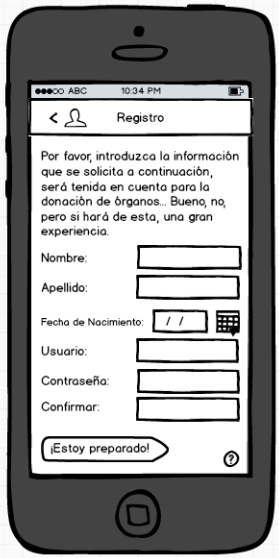 ABC 10:34 PM
Registro
Por favor, introduzca la información
que se solicita a continuación,
será tenida en cuenta para la
donación de órganos... Bueno, no,
pero si hará de esta, una gran
experiencia.
Nombre:
Apellido:
Fecha de Nacimiento: / /
Usuario:
Contraseña:
Confirmar:
¡Estoy preparado!
?